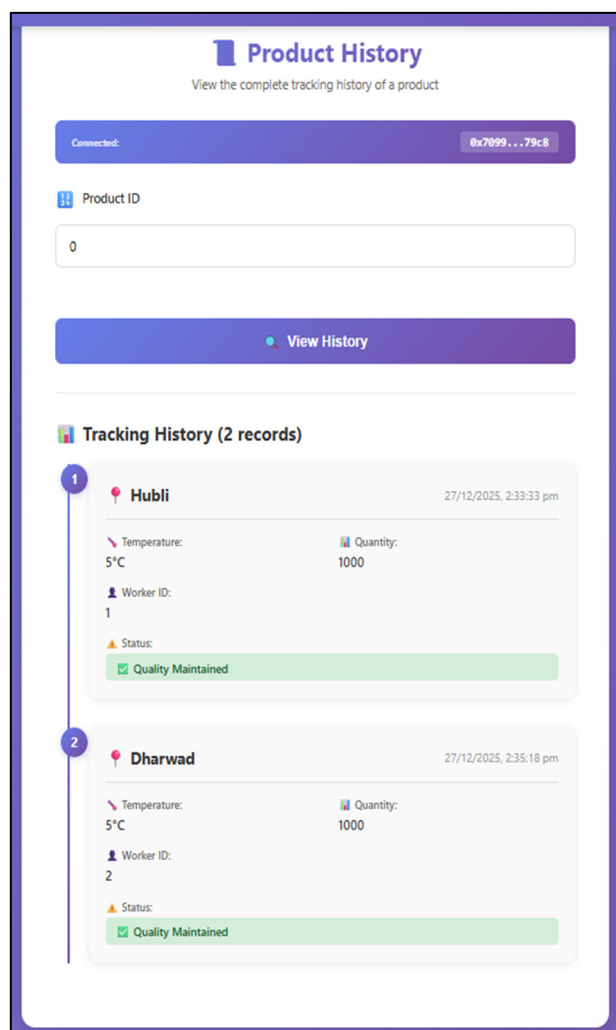 Product History
View the complete tracking history of a product
Connected: 0x7099...79c8
Product ID
0
View History
Tracking History (2 records)
1
Hubli 27/12/2025, 2:33:33 pm
Temperature: Quantity:
5°C 1000
Worker ID:
1
Status:
Quality Maintained
2
Dharwad 27/12/2025, 2:35:18 pm
Temperature: Quantity:
5°C 1000
Worker ID:
2
Status:
Quality Maintained